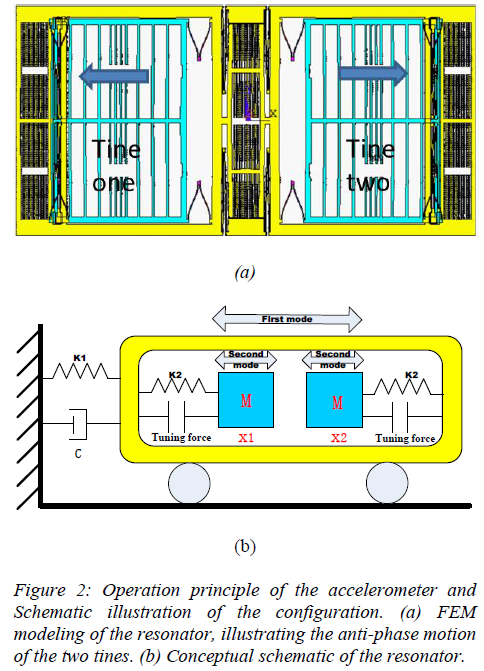 Tine
one
x
Tine
two
(a)
First mode
K1
Second
mode
Second
mode
K2
K2
M
M
Tuning force
X1
X2
Tuning force
C
(b)
Figure 2: Operation principle of the accelerometer and
Schematic illustration of the configuration. (a) FEM
modeling of the resonator, illustrating the anti-phase motion
of the two tines. (b) Conceptual schematic of the resonator.